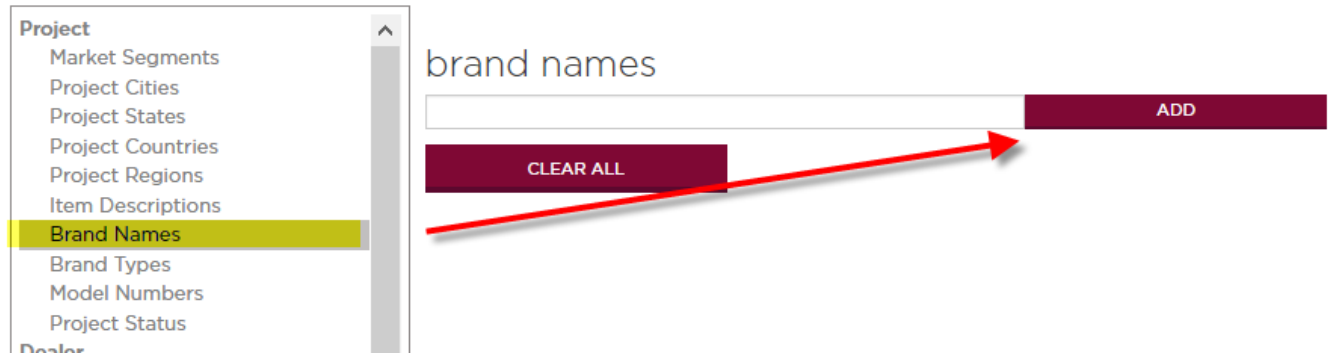 Project
Market Segments
Project Cities
Project States
Project Countries
Project Regions
Item Descriptions
Brand Names
Brand Types
Model Numbers
Project Status
Dealer
brand names
ADD
CLEAR ALL